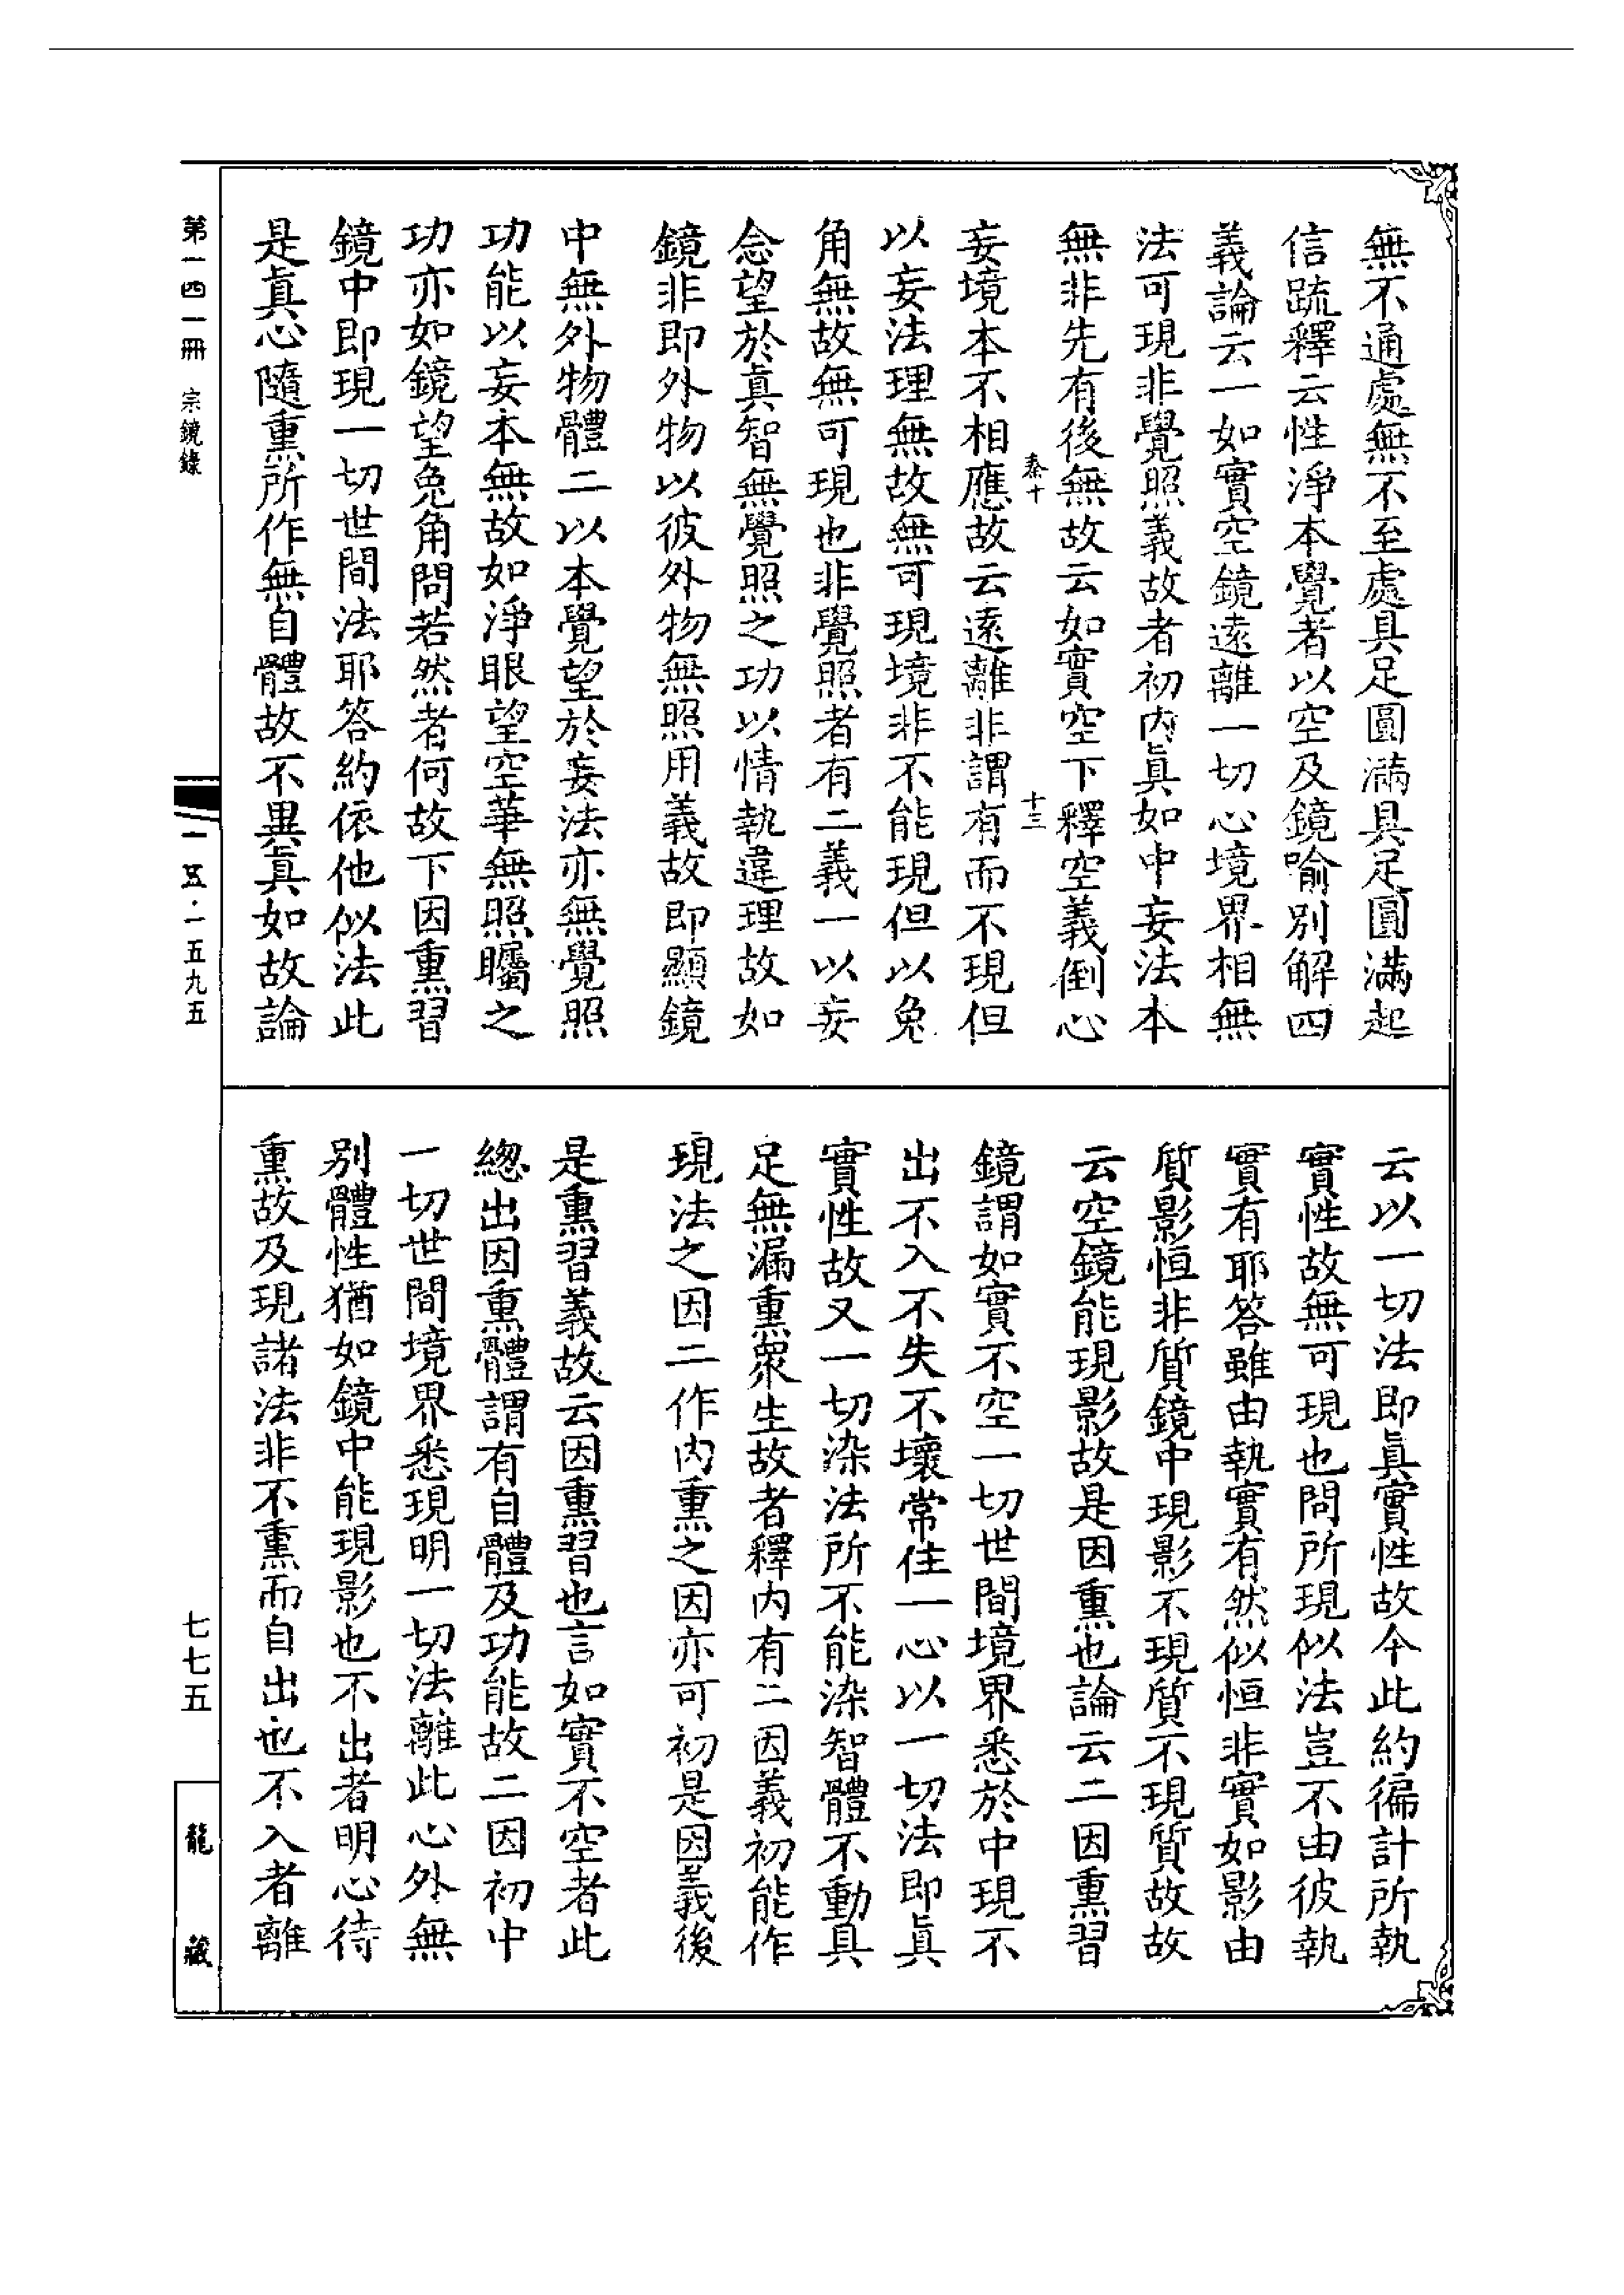 無不通處無不至處具足圓滿具足圓滿起
信疏釋云性淨本覺者以空及鏡喻別解四
義論云一如實空鏡遠離一切心境界相無
法可現非覺照義故者初內眞如中妄法本
無非先有後無故云如實空下釋空義倒心
秦十
十三
妄境本不相應故云遠離非謂有而不現但
以妄法理無故無可現境非不能現但以兔
角無故無可現也非覺照者有二義一以妄
念望於眞智無覺照之功以情執違理故如
鏡非即外物以彼外物無照用義故即顯鏡
中無外物體二以本覺望於妄法亦無覺照
功能以妄本無故如淨眼望空華無照矚之
功亦如鏡望兔角問若然者何故下因熏習
鏡中即現一切世間法耶答約依他似法此
是眞心隨熏所作無自體故不異眞如故論
云以一切法即眞實性故今此約徧計所執
實性故無可現也問所現似法豈不由彼執
實有耶答雖由執實有然似恒非實如影由
質影恒非質鏡中現影不現質不現質故故
云空鏡能現影故是因熏也論云二因熏習
鏡謂如實不空一切世間境界悉於中現不
出不入不失不壞常住一心以一切法即眞
實性故又一切染法所不能染智體不動具
足無漏熏衆生故者釋內有二因義初能作
現法之因二作內熏之因亦可初是因義後
是熏習義故云因熏習也言如實不空者此
總出因熏體謂有自體及功能故二因初中
一切世間境界悉現明一切法離此心外無
別體性猶如鏡中能現影也不出者明心待
熏故及現諸法非不熏而自出也不入者離
第一四一冊 宗鏡錄
一五·一五九五
七七五
龍藏